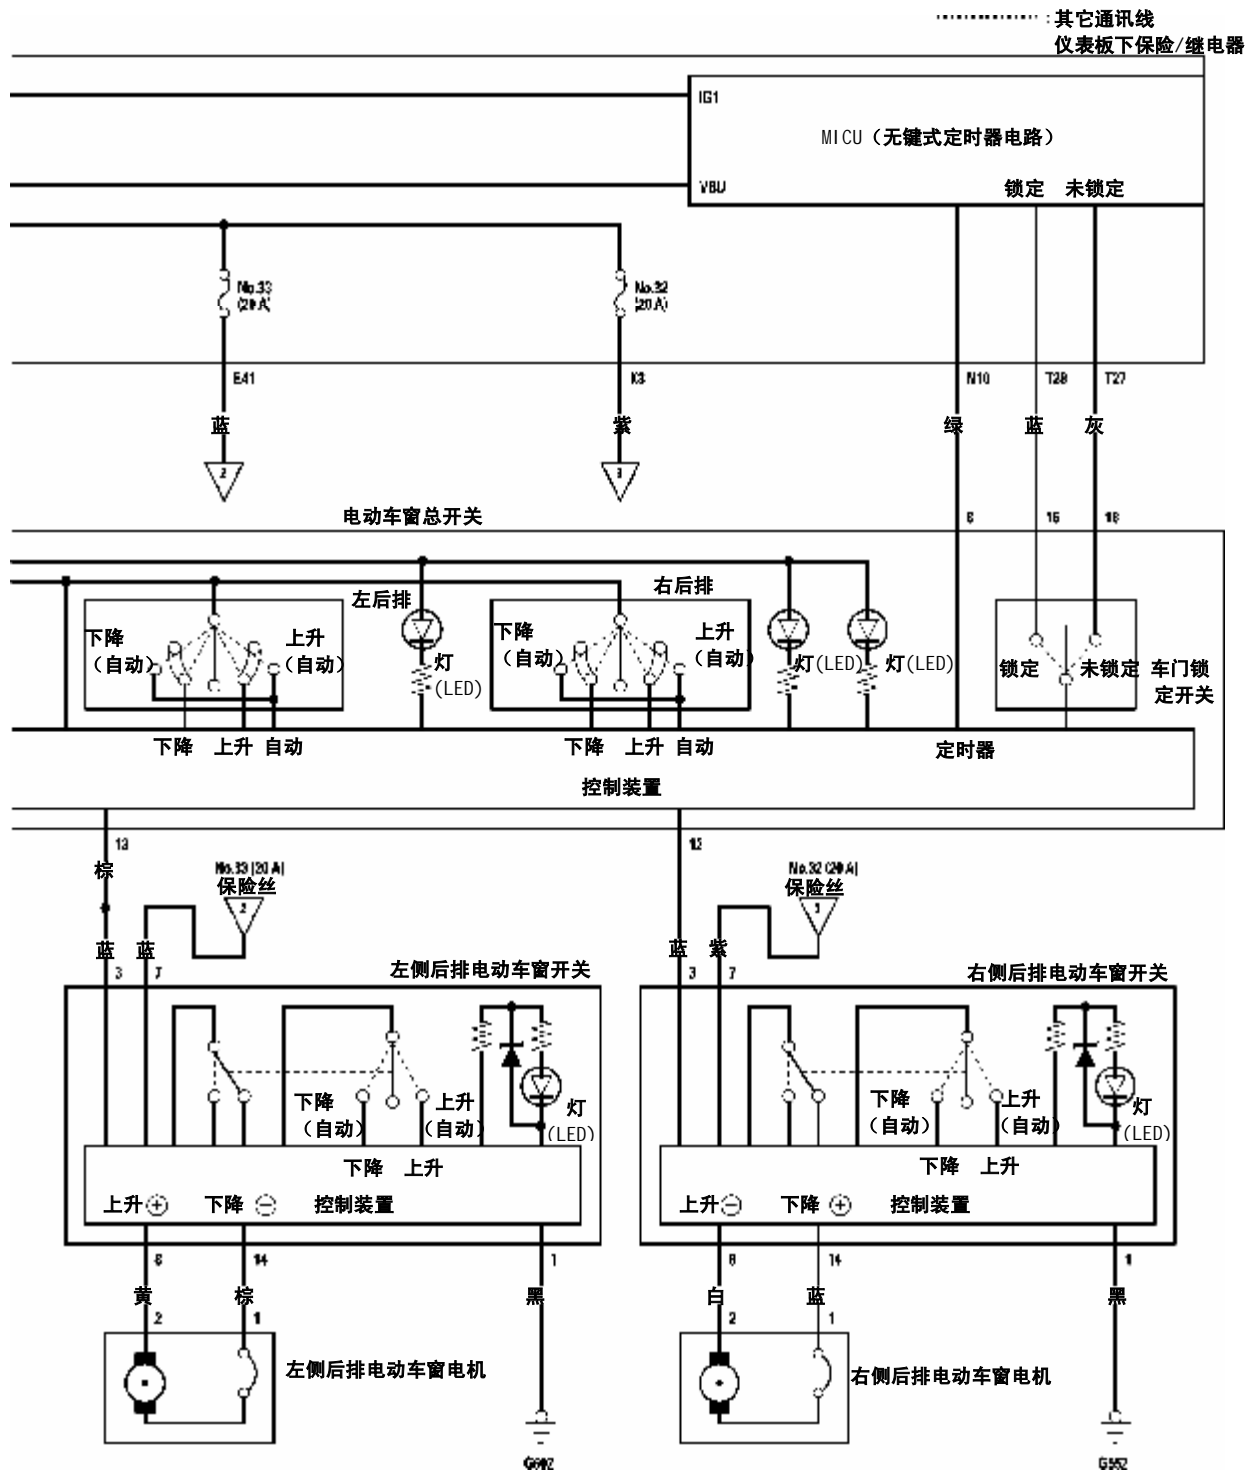 : 其它通讯线
仪表板下保险/继电器
IG1
MICU（无键式定时器电路）
VBU
锁定 未锁定
No.33
(20 A)
No.32
(20 A)
E41
K3
N10
T28
T27
蓝
紫
绿
蓝
灰
2
3
电动车窗总开关
6
15
18
左后排
右后排
下降
（自动）
上升
（自动）
灯
(LED)
下降
（自动）
上升
（自动）
灯(LED)
灯(LED)
锁定
未锁定
车门锁
定开关
下降 上升 自动
下降 上升 自动
定时器
控制装置
13
12
棕
No.33 (20 A)
保险丝
2
No.32 (20 A)
保险丝
3
蓝 蓝
蓝 紫
3 7
左侧后排电动车窗开关
3 7
右侧后排电动车窗开关
下降
（自动）
上升
（自动）
灯
(LED)
下降
（自动）
上升
（自动）
灯
(LED)
下降 上升
下降 上升
上升⊕ 下降⊖ 控制装置
上升⊖ 下降⊕ 控制装置
14
1
14
1
黄 棕 黑
白 蓝 黑
2 1
2 1
左侧后排电动车窗电机
右侧后排电动车窗电机
G602
G552